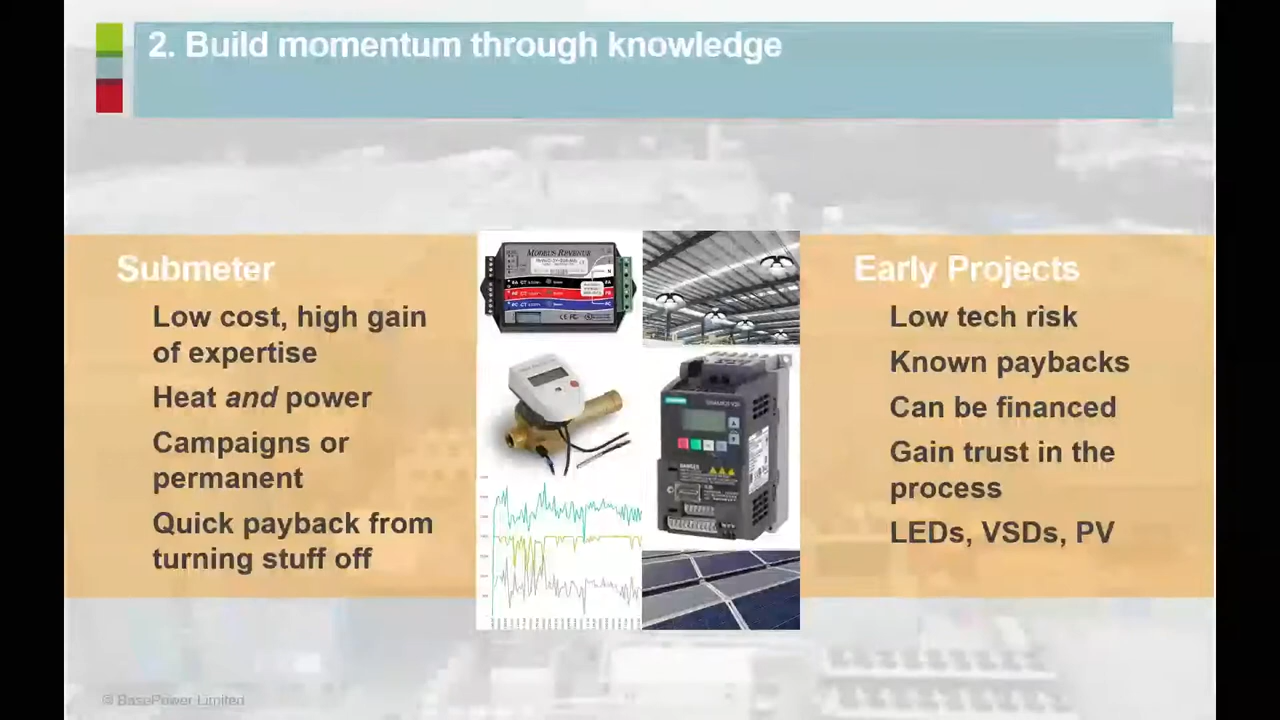 2. Build momentum through knowledge
Submeter
Low cost, high gain
of expertise
Heat and power
Campaigns or
permanent
Quick payback from
turning stuff off
MODBUS REVENUE
Early Projects
Low tech risk
Known paybacks
Can be financed
Gain trust in the
process
LEDs, VSDs, PV
© BasePower Limited